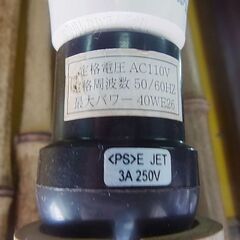 定格電圧 AC110V
定格周波数 50/60HZ
最大パワー 40WE26
<PS>E JET
3A 250V